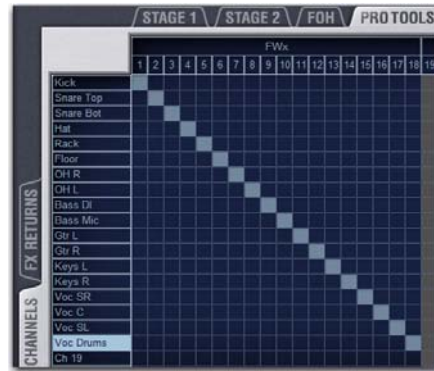 STAGE 1 STAGE 2 FOH PRO TOOLS
FWx
1 2 3 4 5 6 7 8 9 10 11 12 13 14 15 16 17 18 19
Kick
Snare Top
Snare Bot
Hat
Rack
Floor
OH R
OH L
Bass DI
Bass Mic
Gtr L
Gtr R
Keys L
Keys R
Voc SR
Voc C
Voc SL
Voc Drums
Ch 19
FX RETURNS
CHANNELS